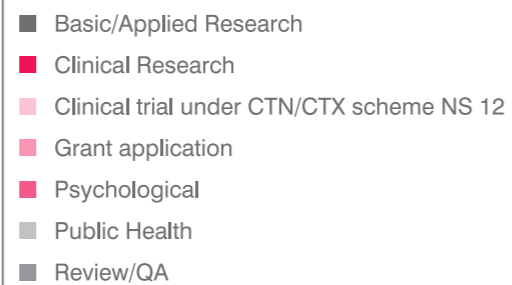 Basic/Applied Research
Clinical Research
Clinical trial under CTN/CTX scheme NS 12
Grant application
Psychological
Public Health
Review/QA